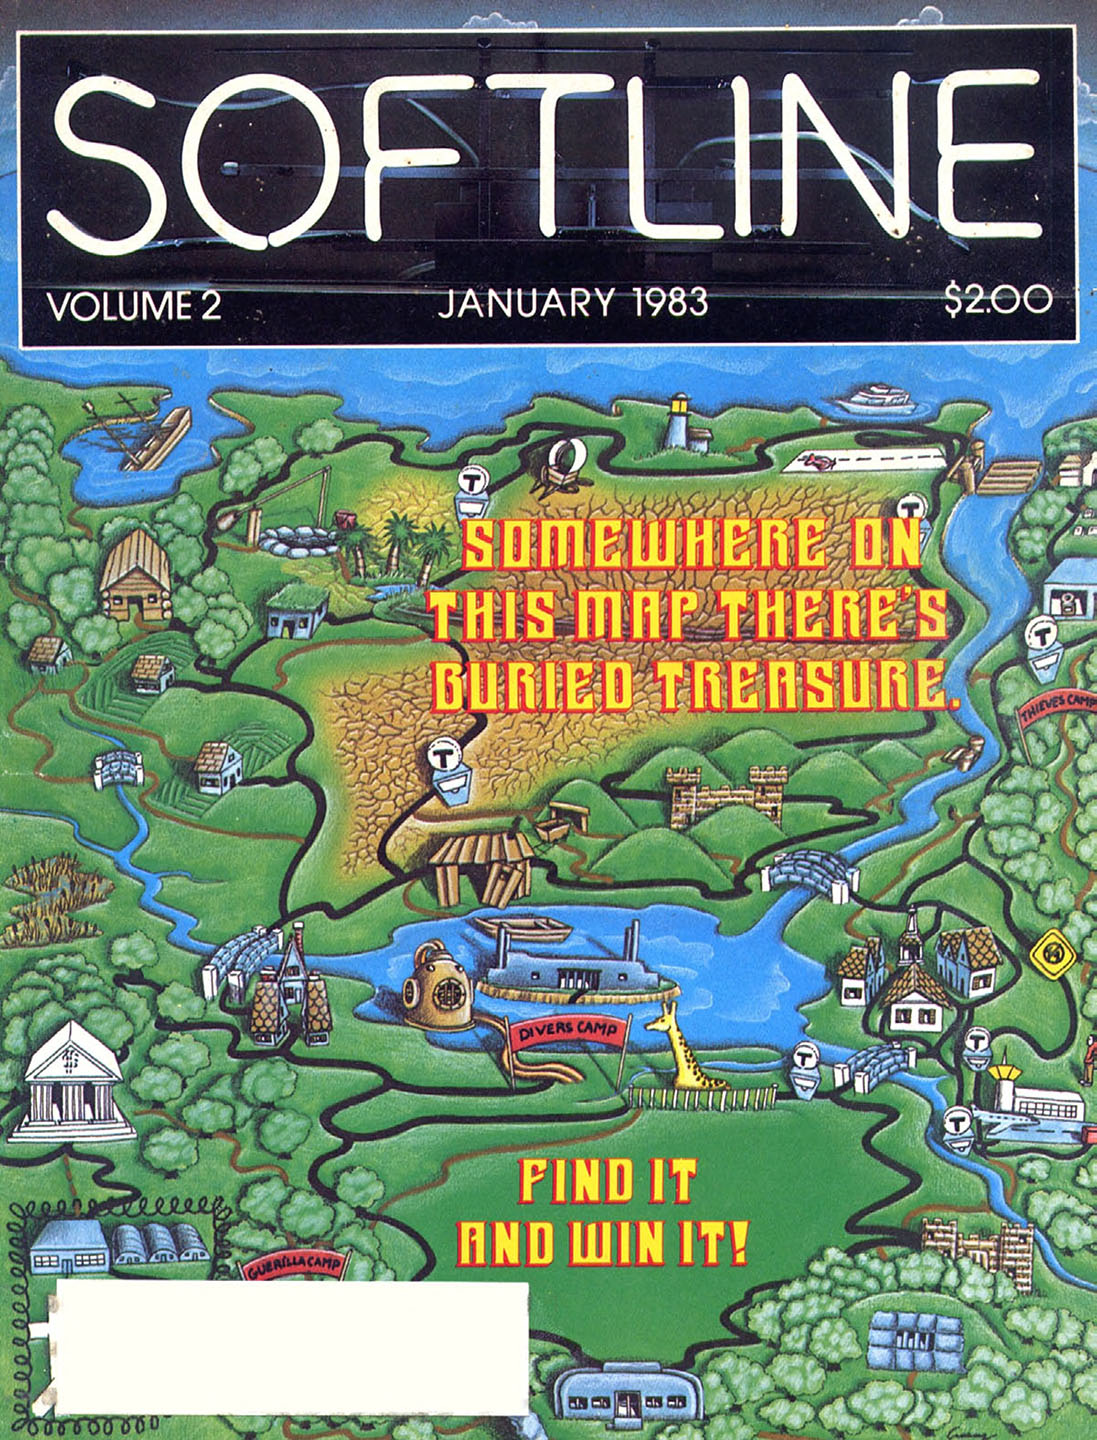 SOFTLINE
VOLUME 2 JANUARY 1983 $2.00
T
T
SOMEWHERE ON
THIS MAP THERE'S
BURIED TREASURE.
T
THIEVES CAMP
T
DIVERS CAMP
T
T
$
T
FIND IT
AND WIN IT!
GUERILLA CAMP